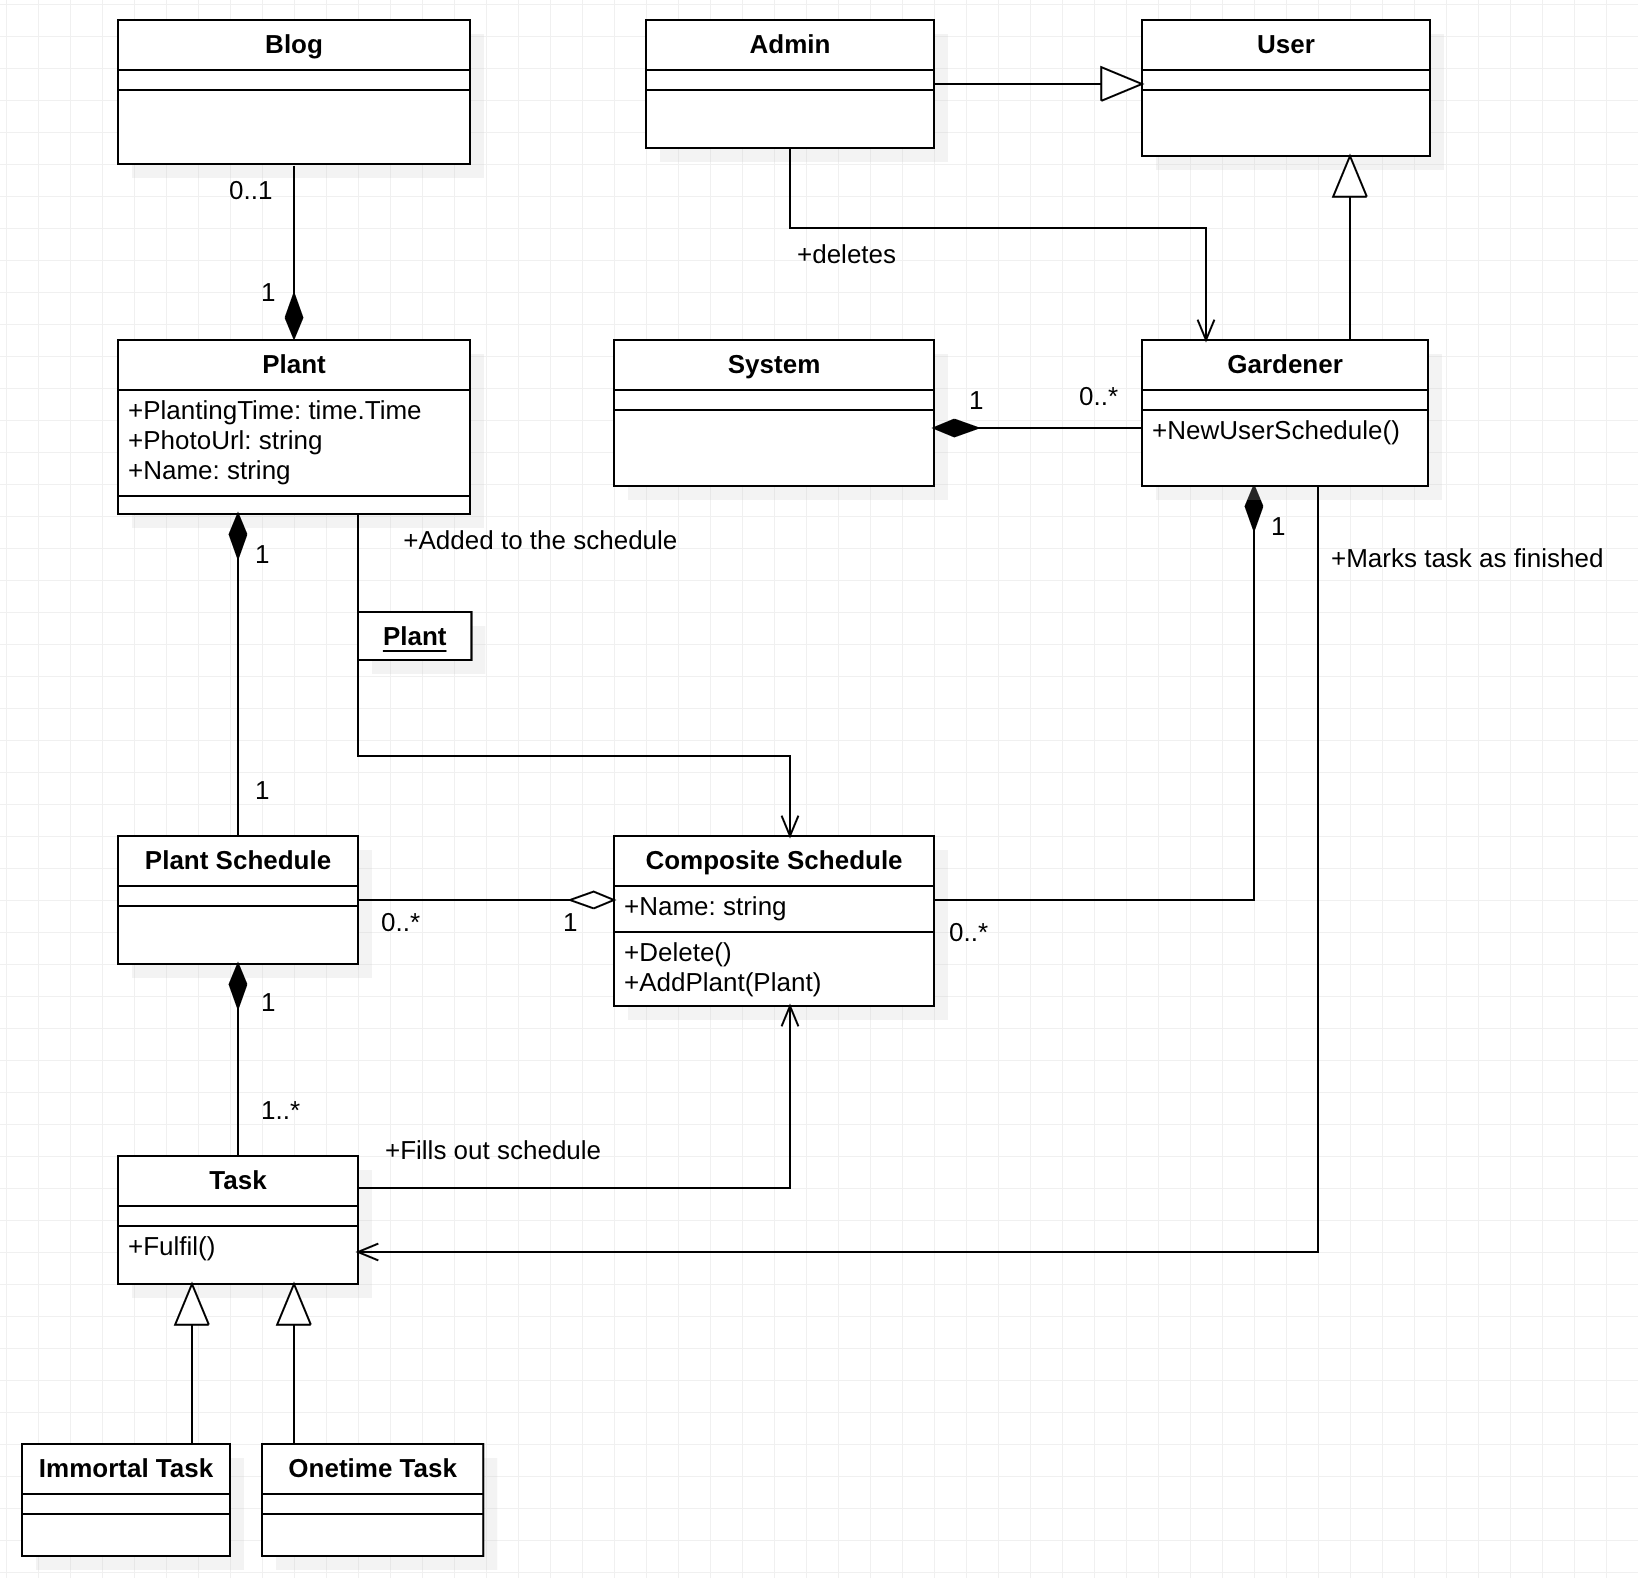 Blog
Admin
User
0..1
+deletes
1
Plant
+PlantingTime: time.Time
+PhotoUrl: string
+Name: string
System
1
0..*
Gardener
+NewUserSchedule()
1
+Added to the schedule
1
+Marks task as finished
Plant
1
Plant Schedule
0..*
1
Composite Schedule
+Name: string
+Delete()
+AddPlant(Plant)
0..*
1
1..*
+Fills out schedule
Task
+Fulfil()
Immortal Task
Onetime Task